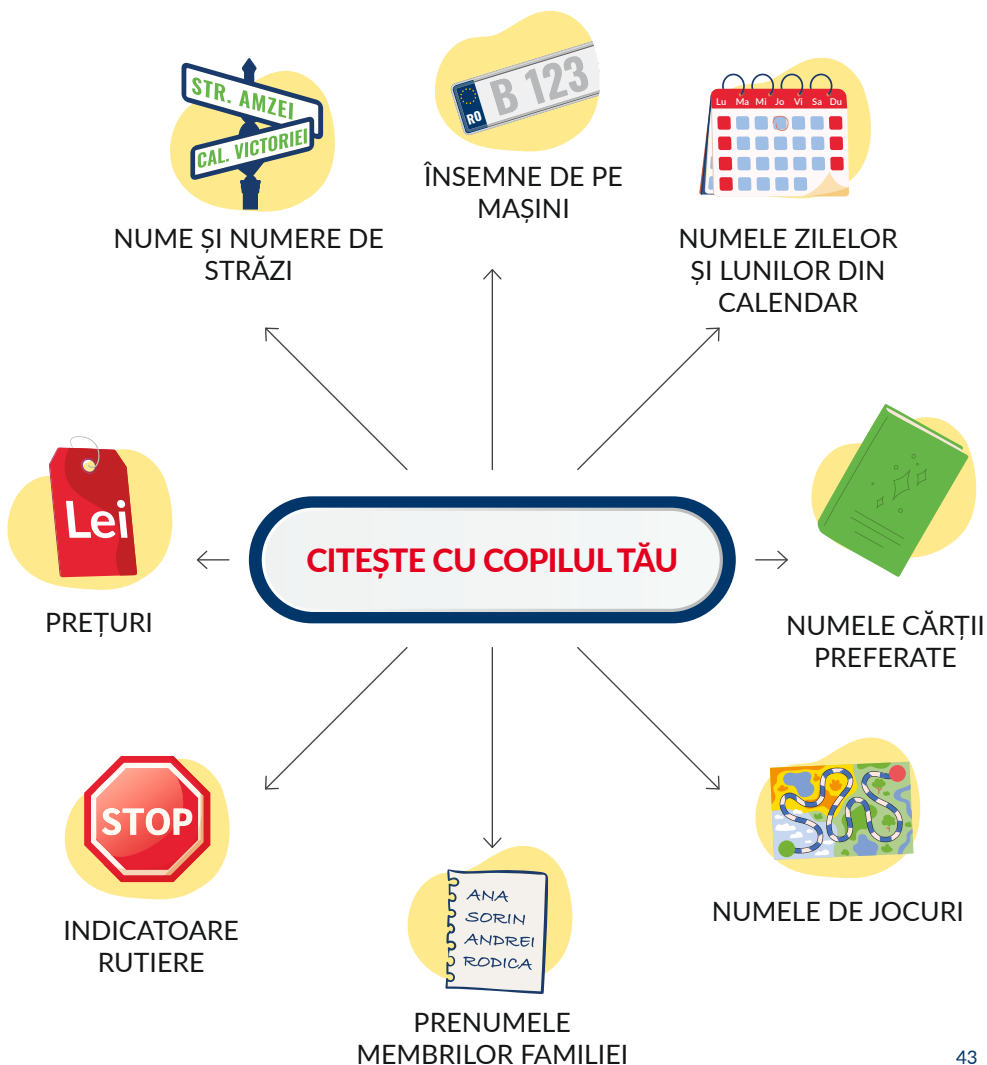 STR. AMZEI
CAL. VICTORIEI
NUME ȘI NUMERE DE
STRĂZI
RO
B 123
ÎNSEMNE DE PE
MAȘINI
Lu Ma Mi Jo Vi Sa Du
NUMELE ZILELOR
ȘI LUNILOR DIN
CALENDAR
Lei
PREȚURI
CITEȘTE CU COPILUL TĂU
NUMELE CĂRȚII
PREFERATE
STOP
INDICATOARE
RUTIERE
ANA
SORIN
ANDREI
RODICA
PRENUMELE
MEMBRILOR FAMILIEI
NUMELE DE JOCURI
43